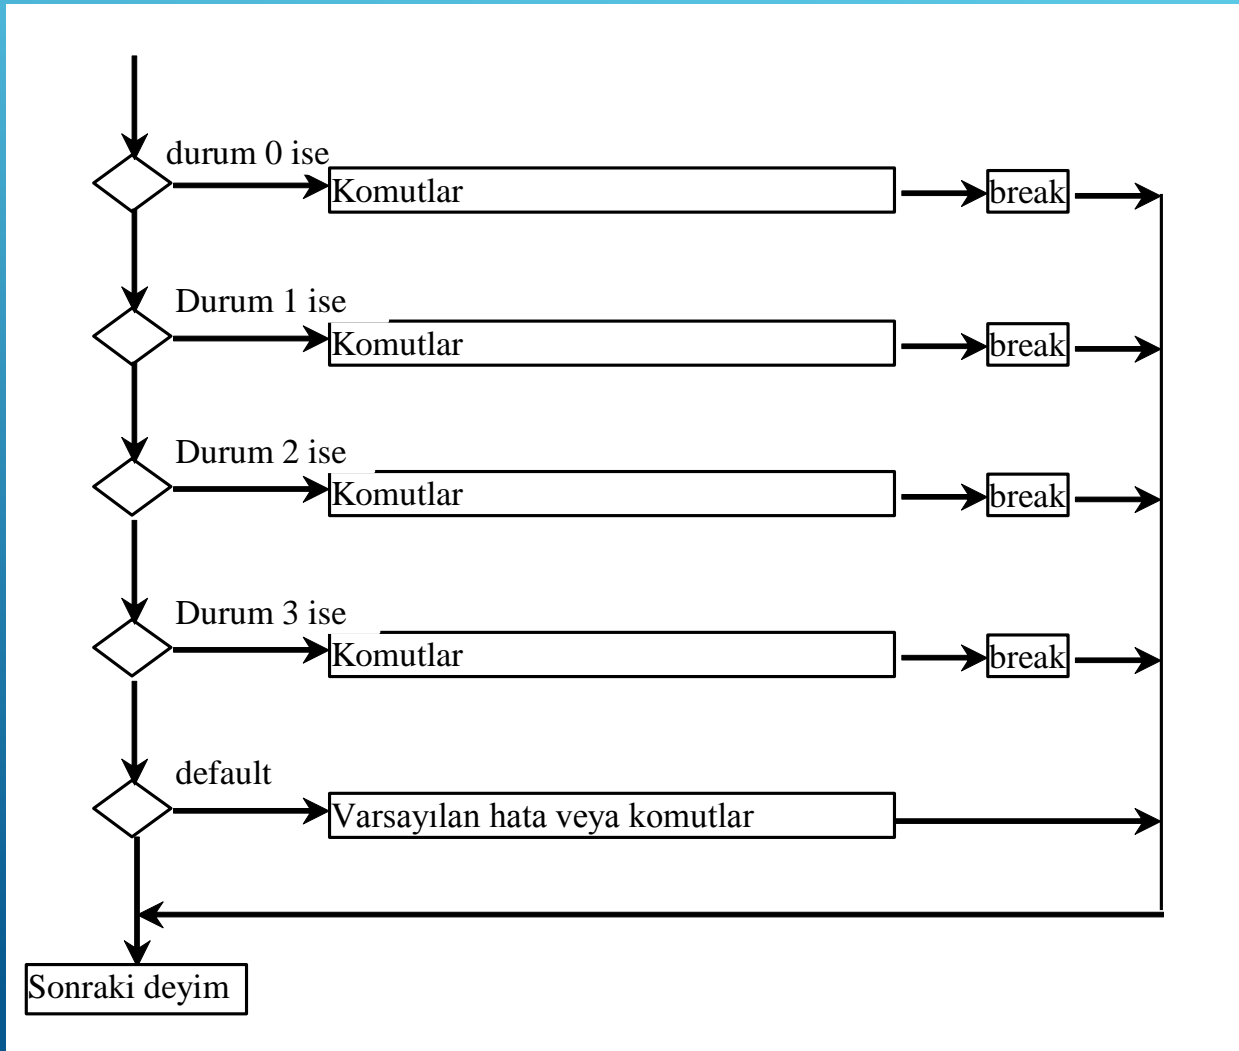 durum 0 ise
Komutlar
break
Durum 1 ise
Komutlar
break
Durum 2 ise
Komutlar
break
Durum 3 ise
Komutlar
break
default
Varsayılan hata veya komutlar
Sonraki deyim